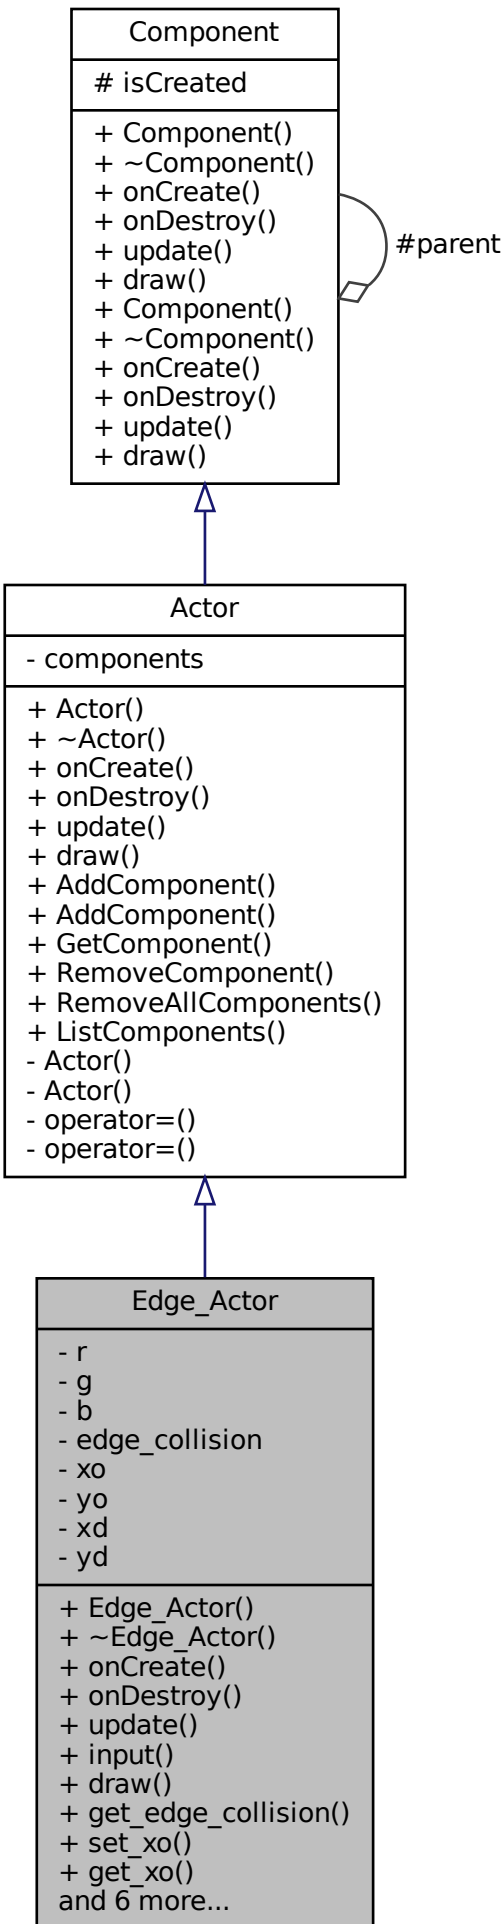 Component
# isCreated
+ Component()
+ ~Component()
+ onCreate()
+ onDestroy()
+ update()
+ draw()
+ Component()
+ ~Component()
+ onCreate()
+ onDestroy()
+ update()
+ draw()
#parent
Actor
- components
+ Actor()
+ ~Actor()
+ onCreate()
+ onDestroy()
+ update()
+ draw()
+ AddComponent()
+ AddComponent()
+ GetComponent()
+ RemoveComponent()
+ RemoveAllComponents()
+ ListComponents()
- Actor()
- Actor()
- operator=()
- operator=()
Edge_Actor
- r
- g
- b
- edge_collision
- xo
- yo
- xd
- yd
+ Edge_Actor()
+ ~Edge_Actor()
+ onCreate()
+ onDestroy()
+ update()
+ input()
+ draw()
+ get_edge_collision()
+ set_xo()
+ get_xo()
and 6 more...